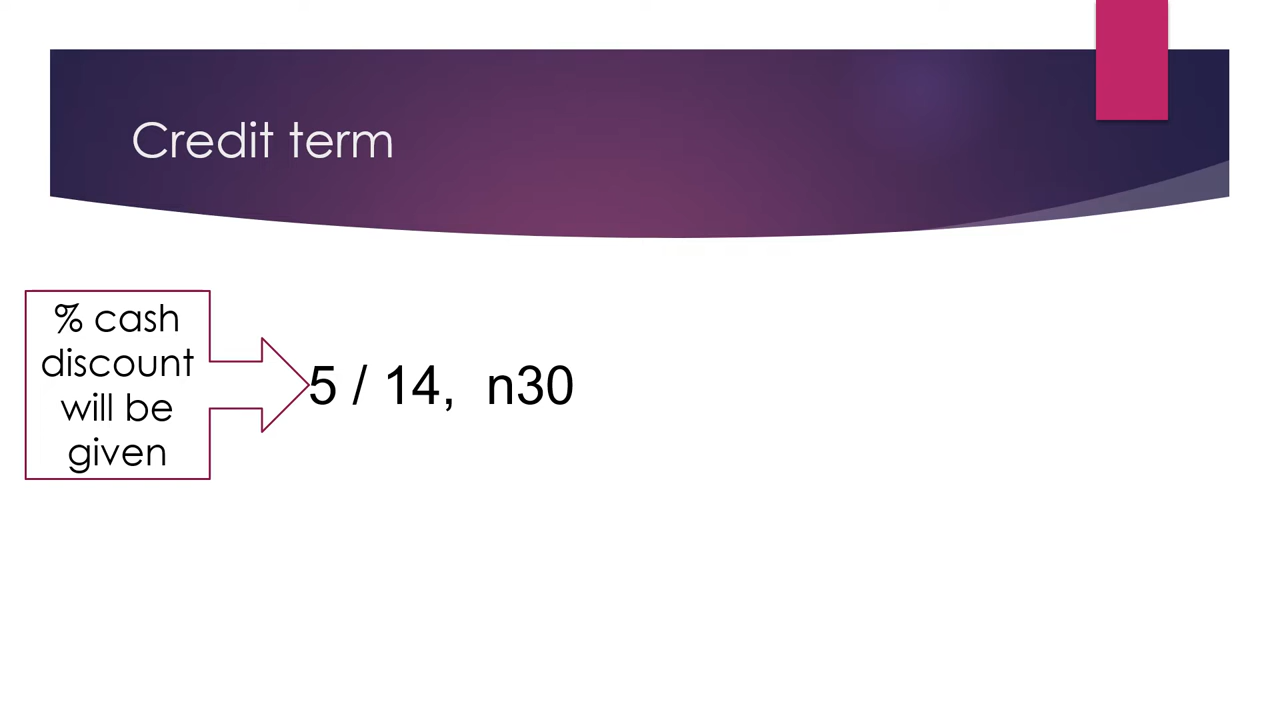 Credit term
% cash
discount
will be
given
5 / 14,  n30